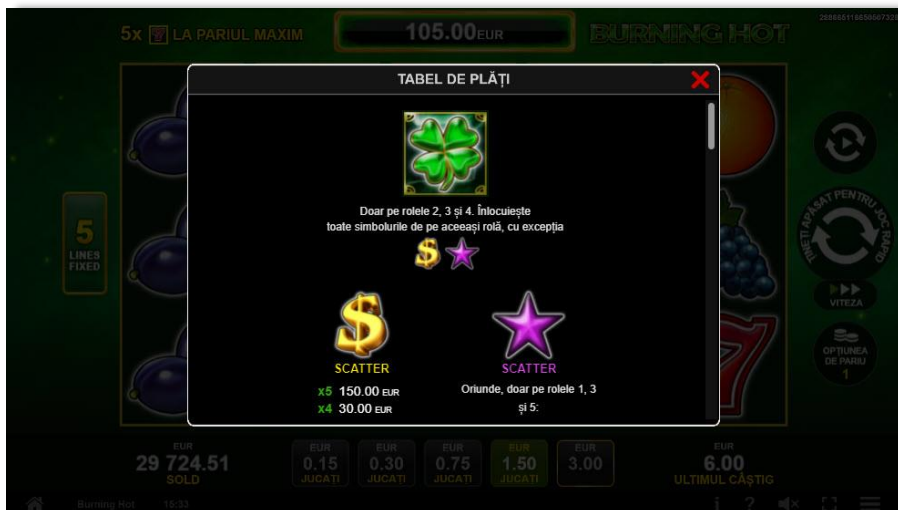 5x LA PARIUL MAXIM
105.00 EUR
BURNING HOT
TABEL DE PLĂȚI
Doar pe rolele 2, 3 și 4. Înlocuiește
toate simbolurile de pe aceeași rolă, cu excepția
SCATTER
x5 150.00 EUR
x4 30.00 EUR
SCATTER
Oriunde, doar pe rolele 1, 3
și 5:
5
LINES
FIXED
ȚINEȚI APĂSAT PENTRU JOC RAPID
VITEZA
OPȚIUNEA
DE PARIU
1
EUR
29 724.51
SOLD
EUR
0.15
JUCAȚI
EUR
0.30
JUCAȚI
EUR
0.75
JUCAȚI
EUR
1.50
JUCAȚI
EUR
3.00
EUR
6.00
ULTIMUL CÂȘTIG
Burning Hot 15:33